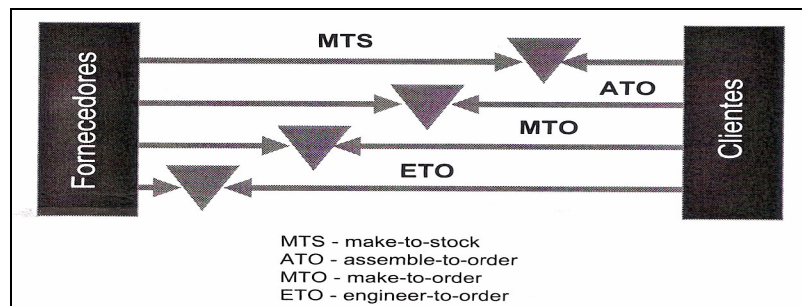 Fornecedores
MTS
ATO
MTO
ETO
Clientes
MTS - make-to-stock
ATO - assemble-to-order
MTO - make-to-order
ETO - engineer-to-order